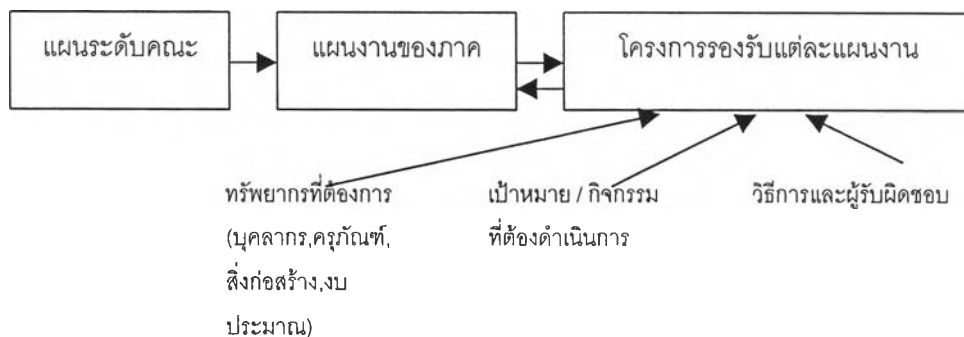 แผนระดับคณะ
แผนงานของภาค
โครงการรองรับแต่ละแผนงาน
ทรัพยากรที่ต้องการ
(บุคลากร,ครุภัณฑ์,
สิ่งก่อสร้าง,งบ
ประมาณ)
เป้าหมาย / กิจกรรม
ที่ต้องดำเนินการ
วิธีการและผู้รับผิดชอบ